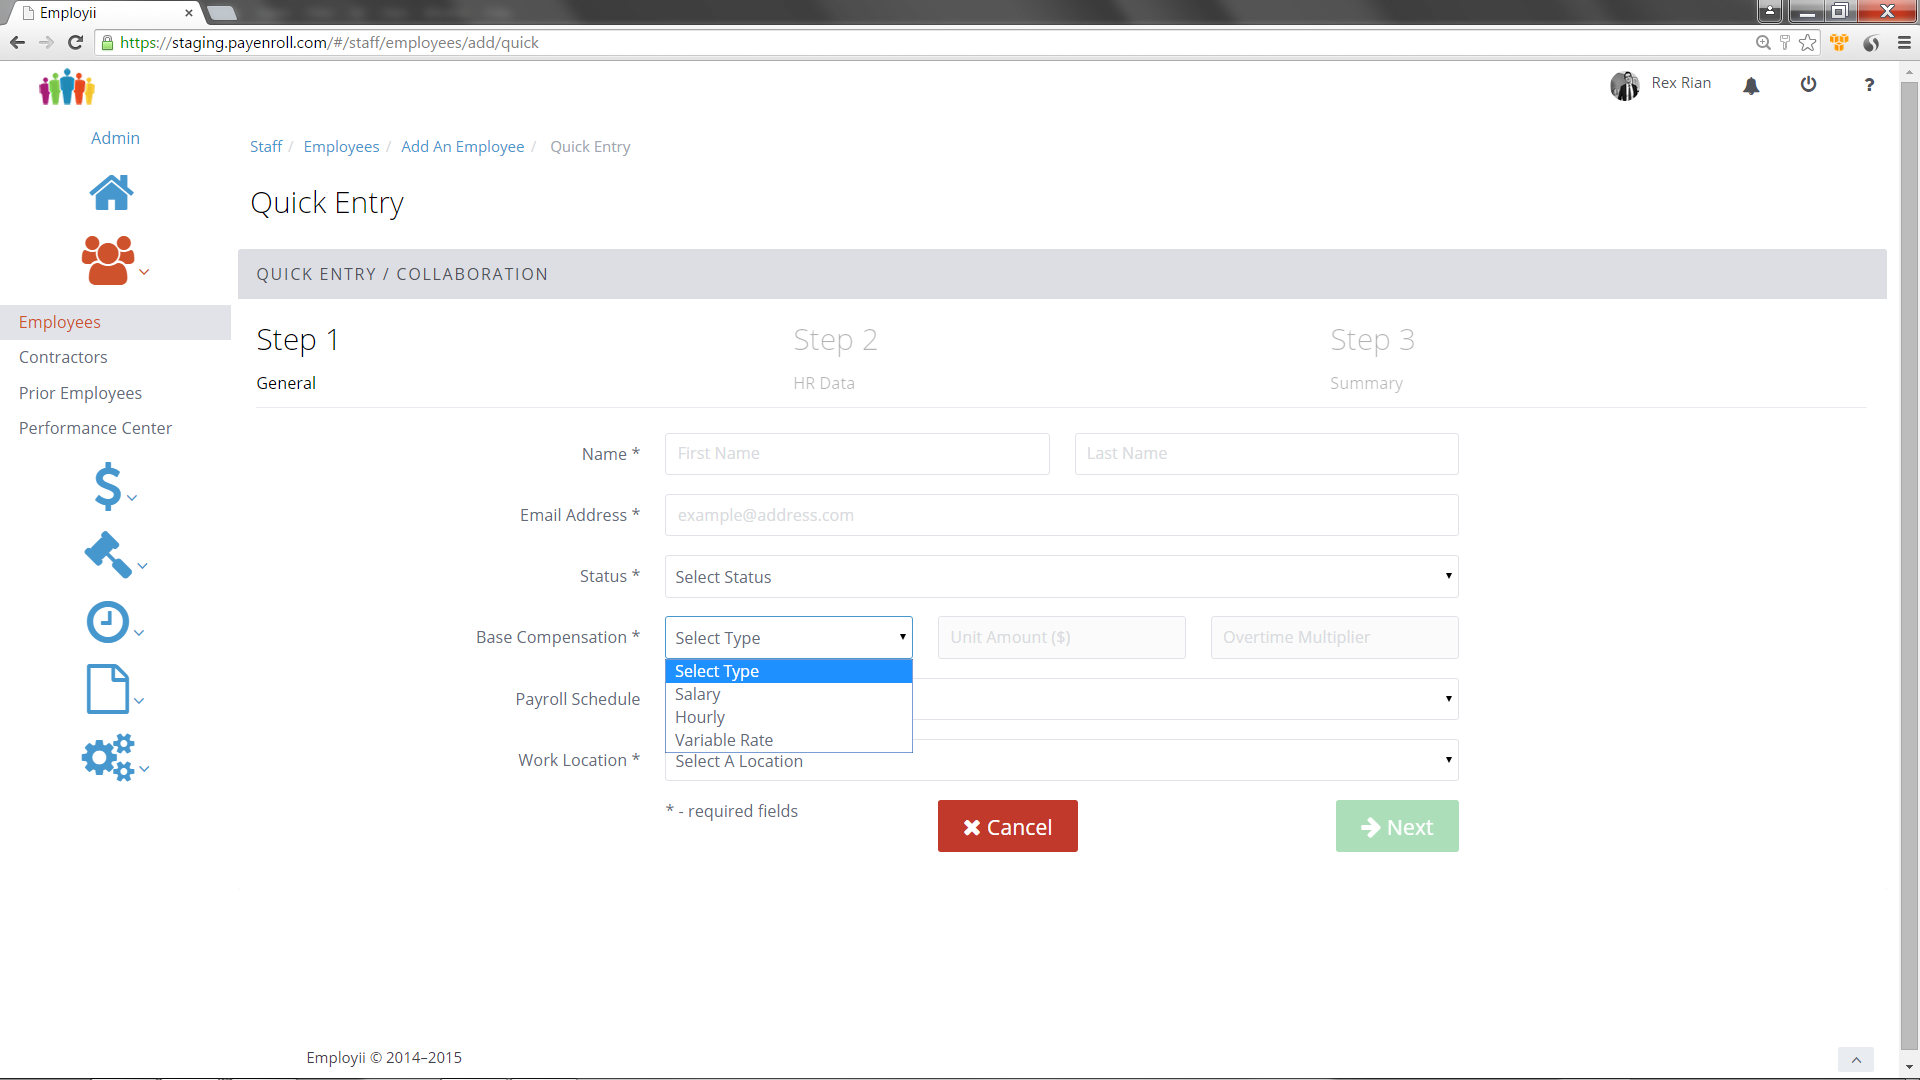 Employii
https://staging.payenroll.com/#/staff/employees/add/quick
Rex Rian
?
Admin
Staff / Employees / Add An Employee / Quick Entry
Quick Entry
QUICK ENTRY / COLLABORATION
Employees
Contractors
Prior Employees
Performance Center
Step 1
General
Step 2
HR Data
Step 3
Summary
Name *
First Name
Last Name
Email Address *
example@address.com
Status *
Select Status
Base Compensation *
Select Type
Unit Amount ($)
Overtime Multiplier
Select Type
Salary
Hourly
Variable Rate
Payroll Schedule
Work Location *
Select A Location
* - required fields
Cancel
Next
Employii © 2014–2015